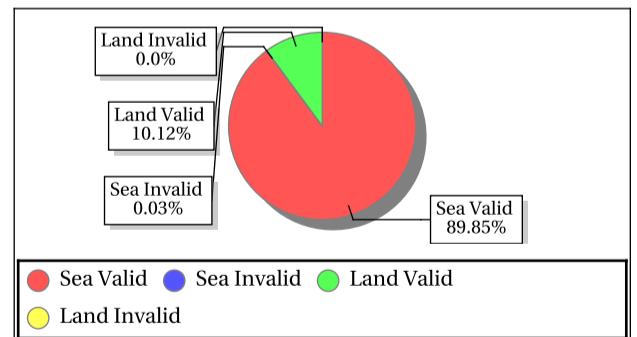 Land Invalid
0.0%
Land Valid
10.12%
Sea Invalid
0.03%
Sea Valid
89.85%
Sea Valid Sea Invalid Land Valid
Land Invalid